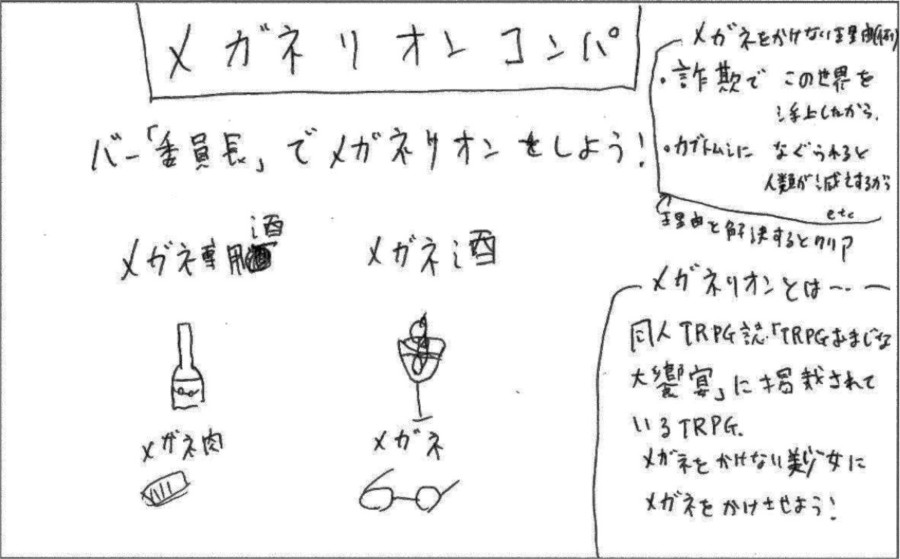 メガネリオンコンパ
バー「委員長」でメガネリオンをしよう!
メガネ専用酒
メガネ酒
メガネ肉
メガネ
メガネをかけない理由(例)
・詐欺で この世界を
浮上したから.
・カブトムシに なぐられると
人類が滅亡するから
etc
理由を解決するとクリア
メガネリオンとは‥
同人TRPG誌「TRPGおまじな
大饗宴」に掲載されて
いるTRPG.
メガネをかけない美少女に
メガネをかけさせよう!